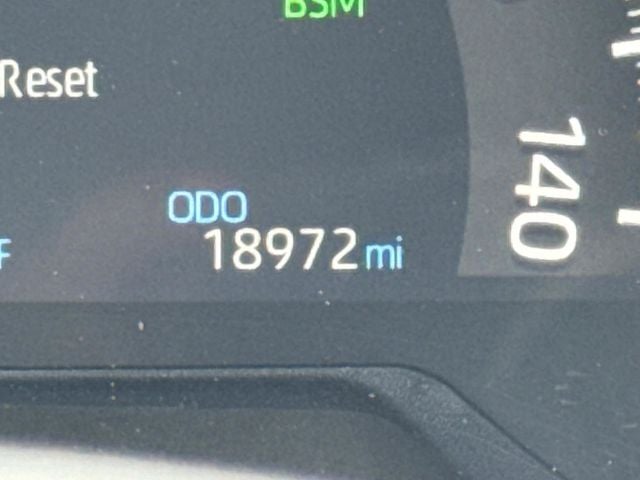 BSM
Reset
ODO
F
18972 mi
140